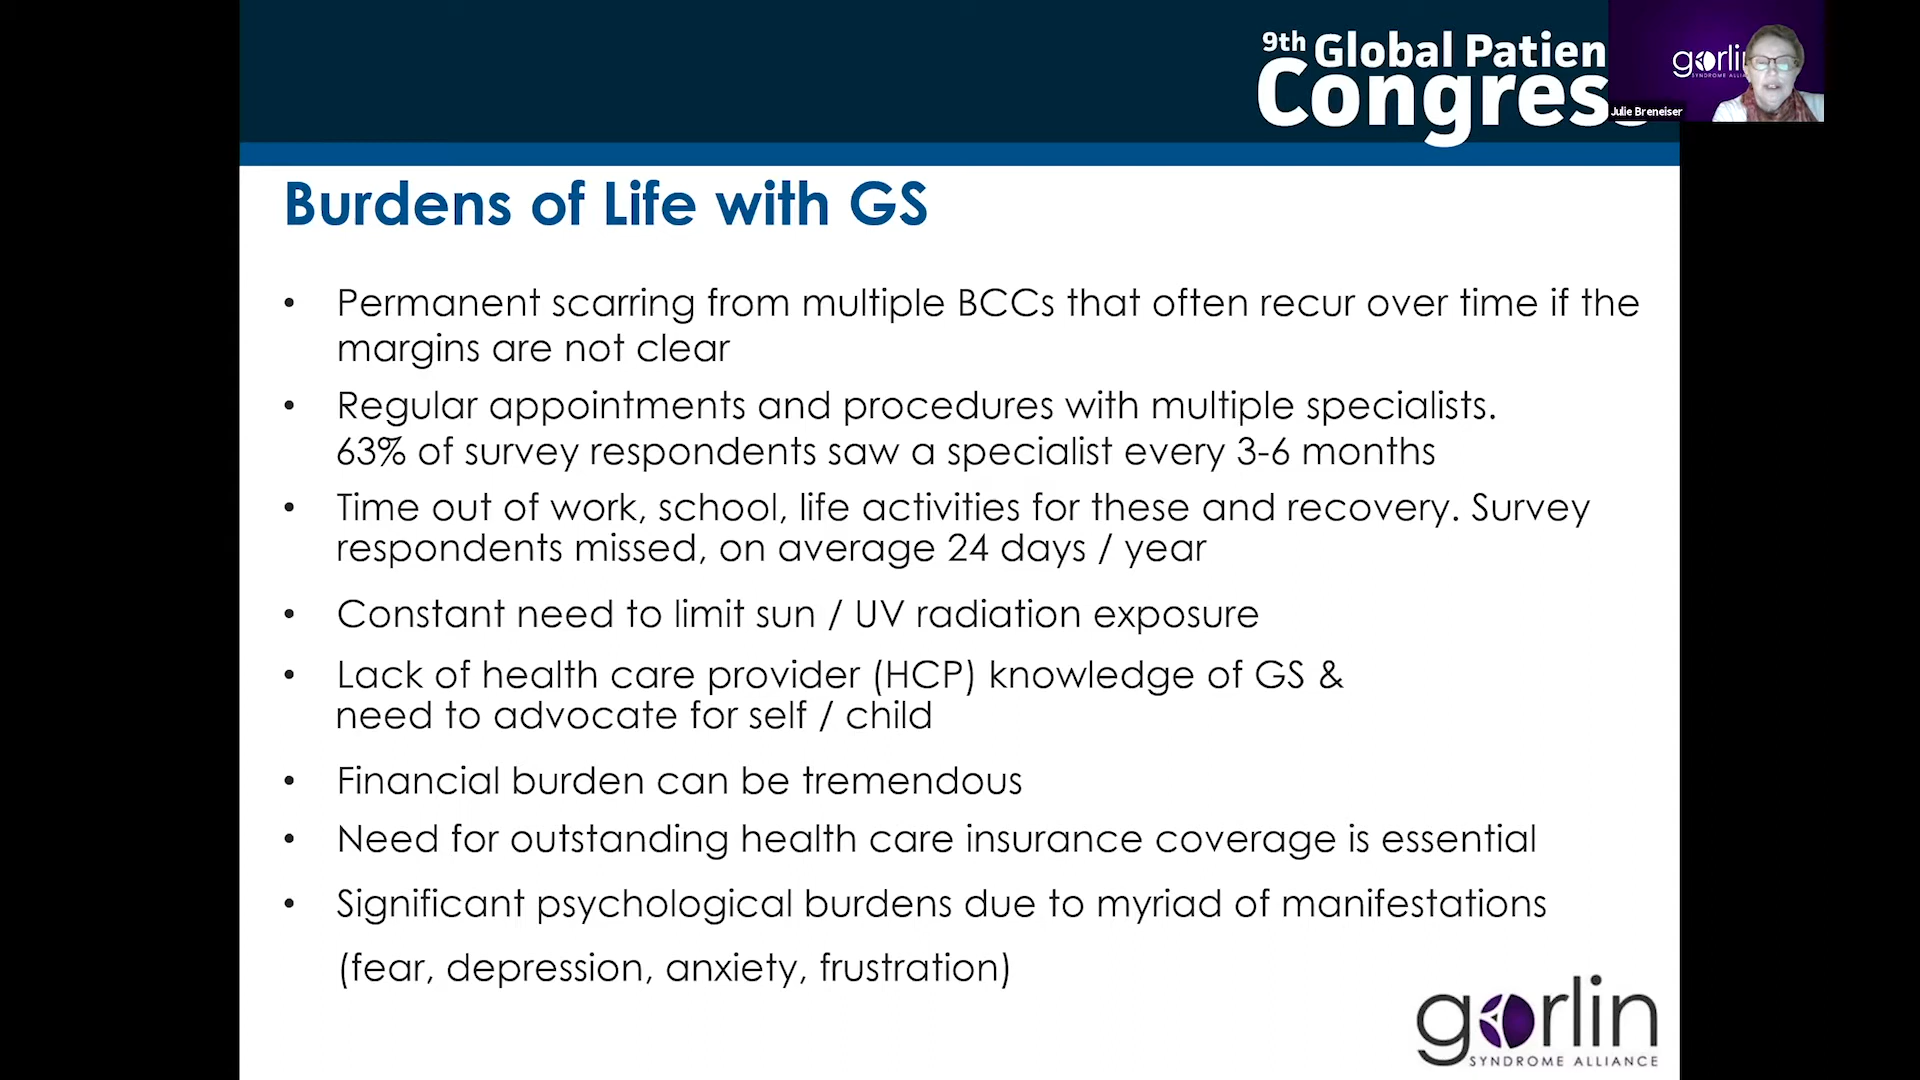 9th Global Patien
Congres
gorli
SYNDROME ALLIA
Julie Breneiser
Burdens of Life with GS
• Permanent scarring from multiple BCCs that often recur over time if the
margins are not clear
• Regular appointments and procedures with multiple specialists.
63% of survey respondents saw a specialist every 3-6 months
• Time out of work, school, life activities for these and recovery. Survey
respondents missed, on average 24 days / year
• Constant need to limit sun / UV radiation exposure
• Lack of health care provider (HCP) knowledge of GS &
need to advocate for self / child
• Financial burden can be tremendous
• Need for outstanding health care insurance coverage is essential
• Significant psychological burdens due to myriad of manifestations
(fear, depression, anxiety, frustration)
gorlin
SYNDROME ALLIANCE